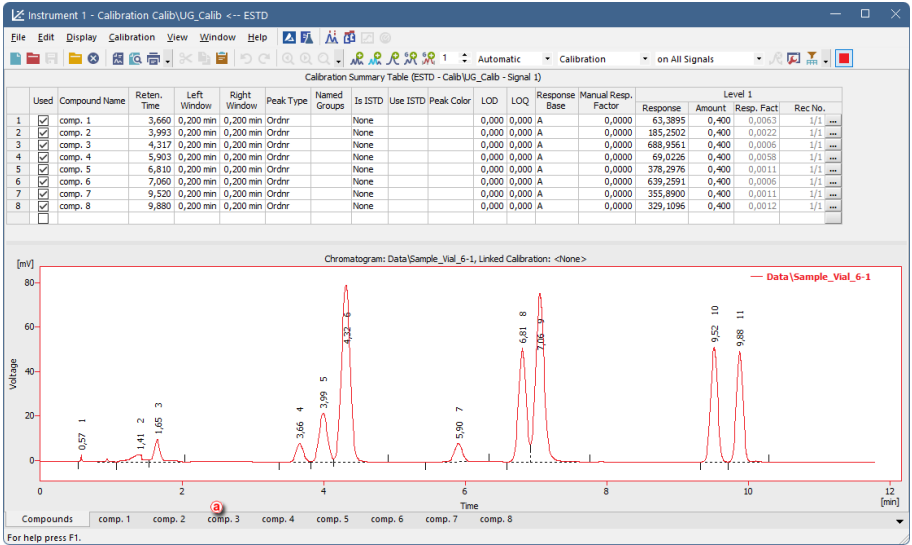 Instrument 1 - Calibration Calib\UG_Calib <-- ESTD
File Edit Display Calibration View Window Help
1 Automatic Calibration on All Signals
Calibration Summary Table (ESTD - Calib\UG_Calib - Signal 1)
Used Compound Name Reten. Time Left Window Right Window Peak Type Named Groups Is ISTD Use ISTD Peak Color LOD LOQ Response Base Manual Resp. Factor Level 1
Response Amount Resp. Fact Rec No.
1 comp. 1 3,660 0,200 min 0,200 min Ordnr None 0,000 0,000 A 0,0000 63,3895 0,400 0,0063 1/1 ...
2 comp. 2 3,993 0,200 min 0,200 min Ordnr None 0,000 0,000 A 0,0000 185,2502 0,400 0,0022 1/1 ...
3 comp. 3 4,317 0,200 min 0,200 min Ordnr None 0,000 0,000 A 0,0000 688,9561 0,400 0,0006 1/1 ...
4 comp. 4 5,903 0,200 min 0,200 min Ordnr None 0,000 0,000 A 0,0000 69,0226 0,400 0,0058 1/1 ...
5 comp. 5 6,810 0,200 min 0,200 min Ordnr None 0,000 0,000 A 0,0000 378,2976 0,400 0,0011 1/1 ...
6 comp. 6 7,060 0,200 min 0,200 min Ordnr None 0,000 0,000 A 0,0000 639,2591 0,400 0,0006 1/1 ...
7 comp. 7 9,520 0,200 min 0,200 min Ordnr None 0,000 0,000 A 0,0000 355,8900 0,400 0,0011 1/1 ...
8 comp. 8 9,880 0,200 min 0,200 min Ordnr None 0,000 0,000 A 0,0000 329,1096 0,400 0,0012 1/1 ...
Chromatogram: Data\Sample_Vial_6-1, Linked Calibration: <None>
[mV]
Data\Sample_Vial_6-1
80
60
40
20
0
Voltage
0,57 1
1,41 2
1,65 3
3,66 4
3,99 5
4,32 6
5,90 7
6,81 8
7,06 9
9,52 10
9,88 11
0 2 4 6 8 10 12
Time
[min]
a
Compounds comp. 1 comp. 2 comp. 3 comp. 4 comp. 5 comp. 6 comp. 7 comp. 8
For help press F1.